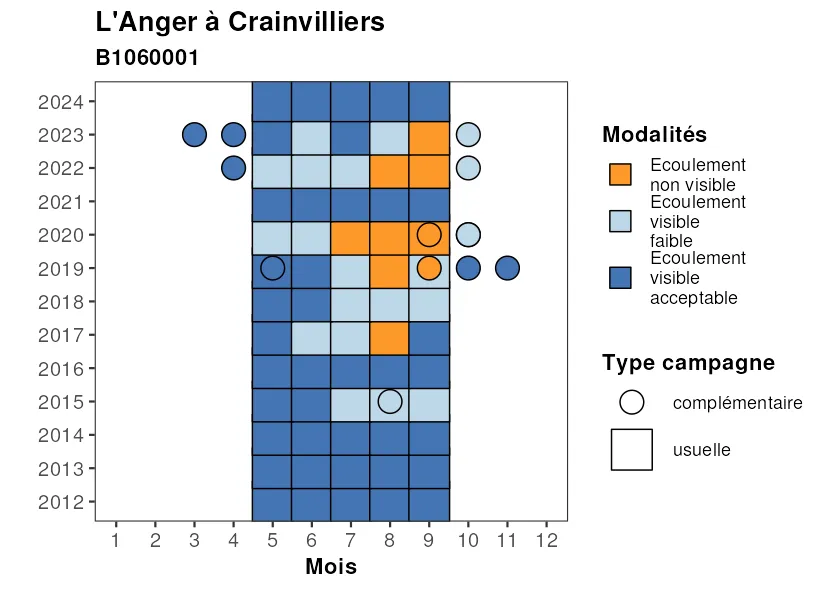 L'Anger à Crainvilliers
B1060001
2024
2023
2022
2021
2020
2019
2018
2017
2016
2015
2014
2013
2012
1 2 3 4 5 6 7 8 9 10 11 12
Mois
Modalités
Ecoulement
non visible
Ecoulement
visible
faible
Ecoulement
visible
acceptable
Type campagne
complémentaire
usuelle